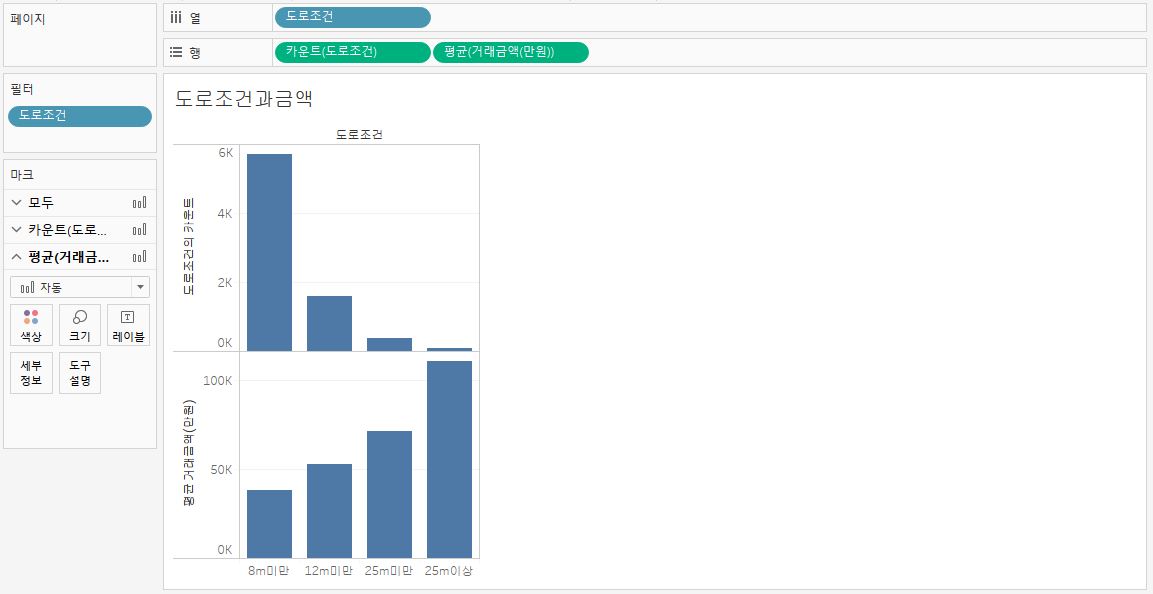 페이지
열
도로조건
행
카운트(도로조건)
평균(거래금액(만원))
필터
도로조건
마크
모두
카운트(도로...
평균(거래금...
자동
색상
크기
레이블
세부
정보
도구
설명
도로조건과금액
도로조건
도로조건의 카운트
6K
4K
2K
0K
평균 거래금액(만원)
100K
50K
0K
8m미만
12m미만
25m미만
25m이상